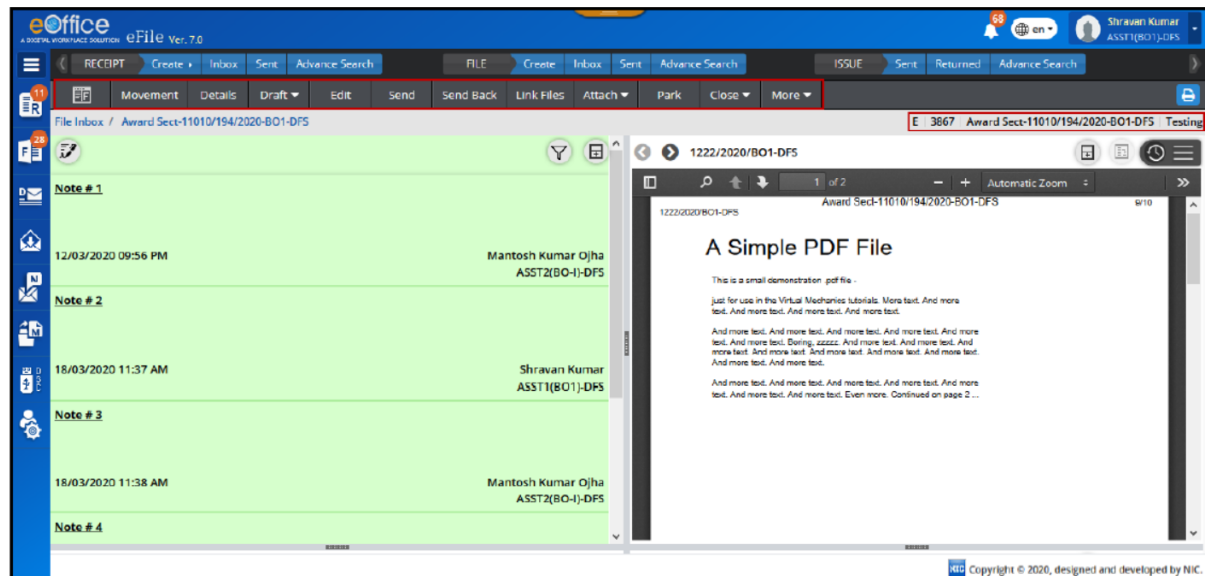 eOffice
A DIGITAL WORKPLACE SOLUTION
eFile Ver. 7.0
68
en
Shravan Kumar
ASST1(BO1)-DFS
RECEIPT Create Inbox Sent Advance Search FILE Create Inbox Sent Advance Search ISSUE Sent Returned Advance Search
Movement Details Draft Edit Send Send Back Link Files Attach Park Close More
11
R
File Inbox / Award Sect-11010/194/2020-BO1-DFS
E 3867 Award Sect-11010/194/2020-BO1-DFS Testing
28
F
D
N
M
Note # 1
12/03/2020 09:56 PM
Mantosh Kumar Ojha
ASST2(BO-I)-DFS
Note # 2
18/03/2020 11:37 AM
Shravan Kumar
ASST1(BO1)-DFS
Note # 3
18/03/2020 11:38 AM
Mantosh Kumar Ojha
ASST2(BO-I)-DFS
Note # 4
1222/2020/BO1-DFS
1 of 2
Automatic Zoom
Award Sect-11010/194/2020-BO1-DFS
9/10
1222/2020/BO1-DFS
A Simple PDF File
This is a small demonstration .pdf file -
just for use in the Virtual Mechanics tutorials. More text. And more
text. And more text. And more text. And more text.
And more text. And more text. And more text. And more text. And more
text. And more text. Boring, zzzzz. And more text. And more text. And
more text. And more text. And more text. And more text. And more text.
And more text. And more text.
And more text. And more text. And more text. And more text. And more
text. And more text. And more text. Even more. Continued on page 2 ...
NIC Copyright © 2020, designed and developed by NIC.